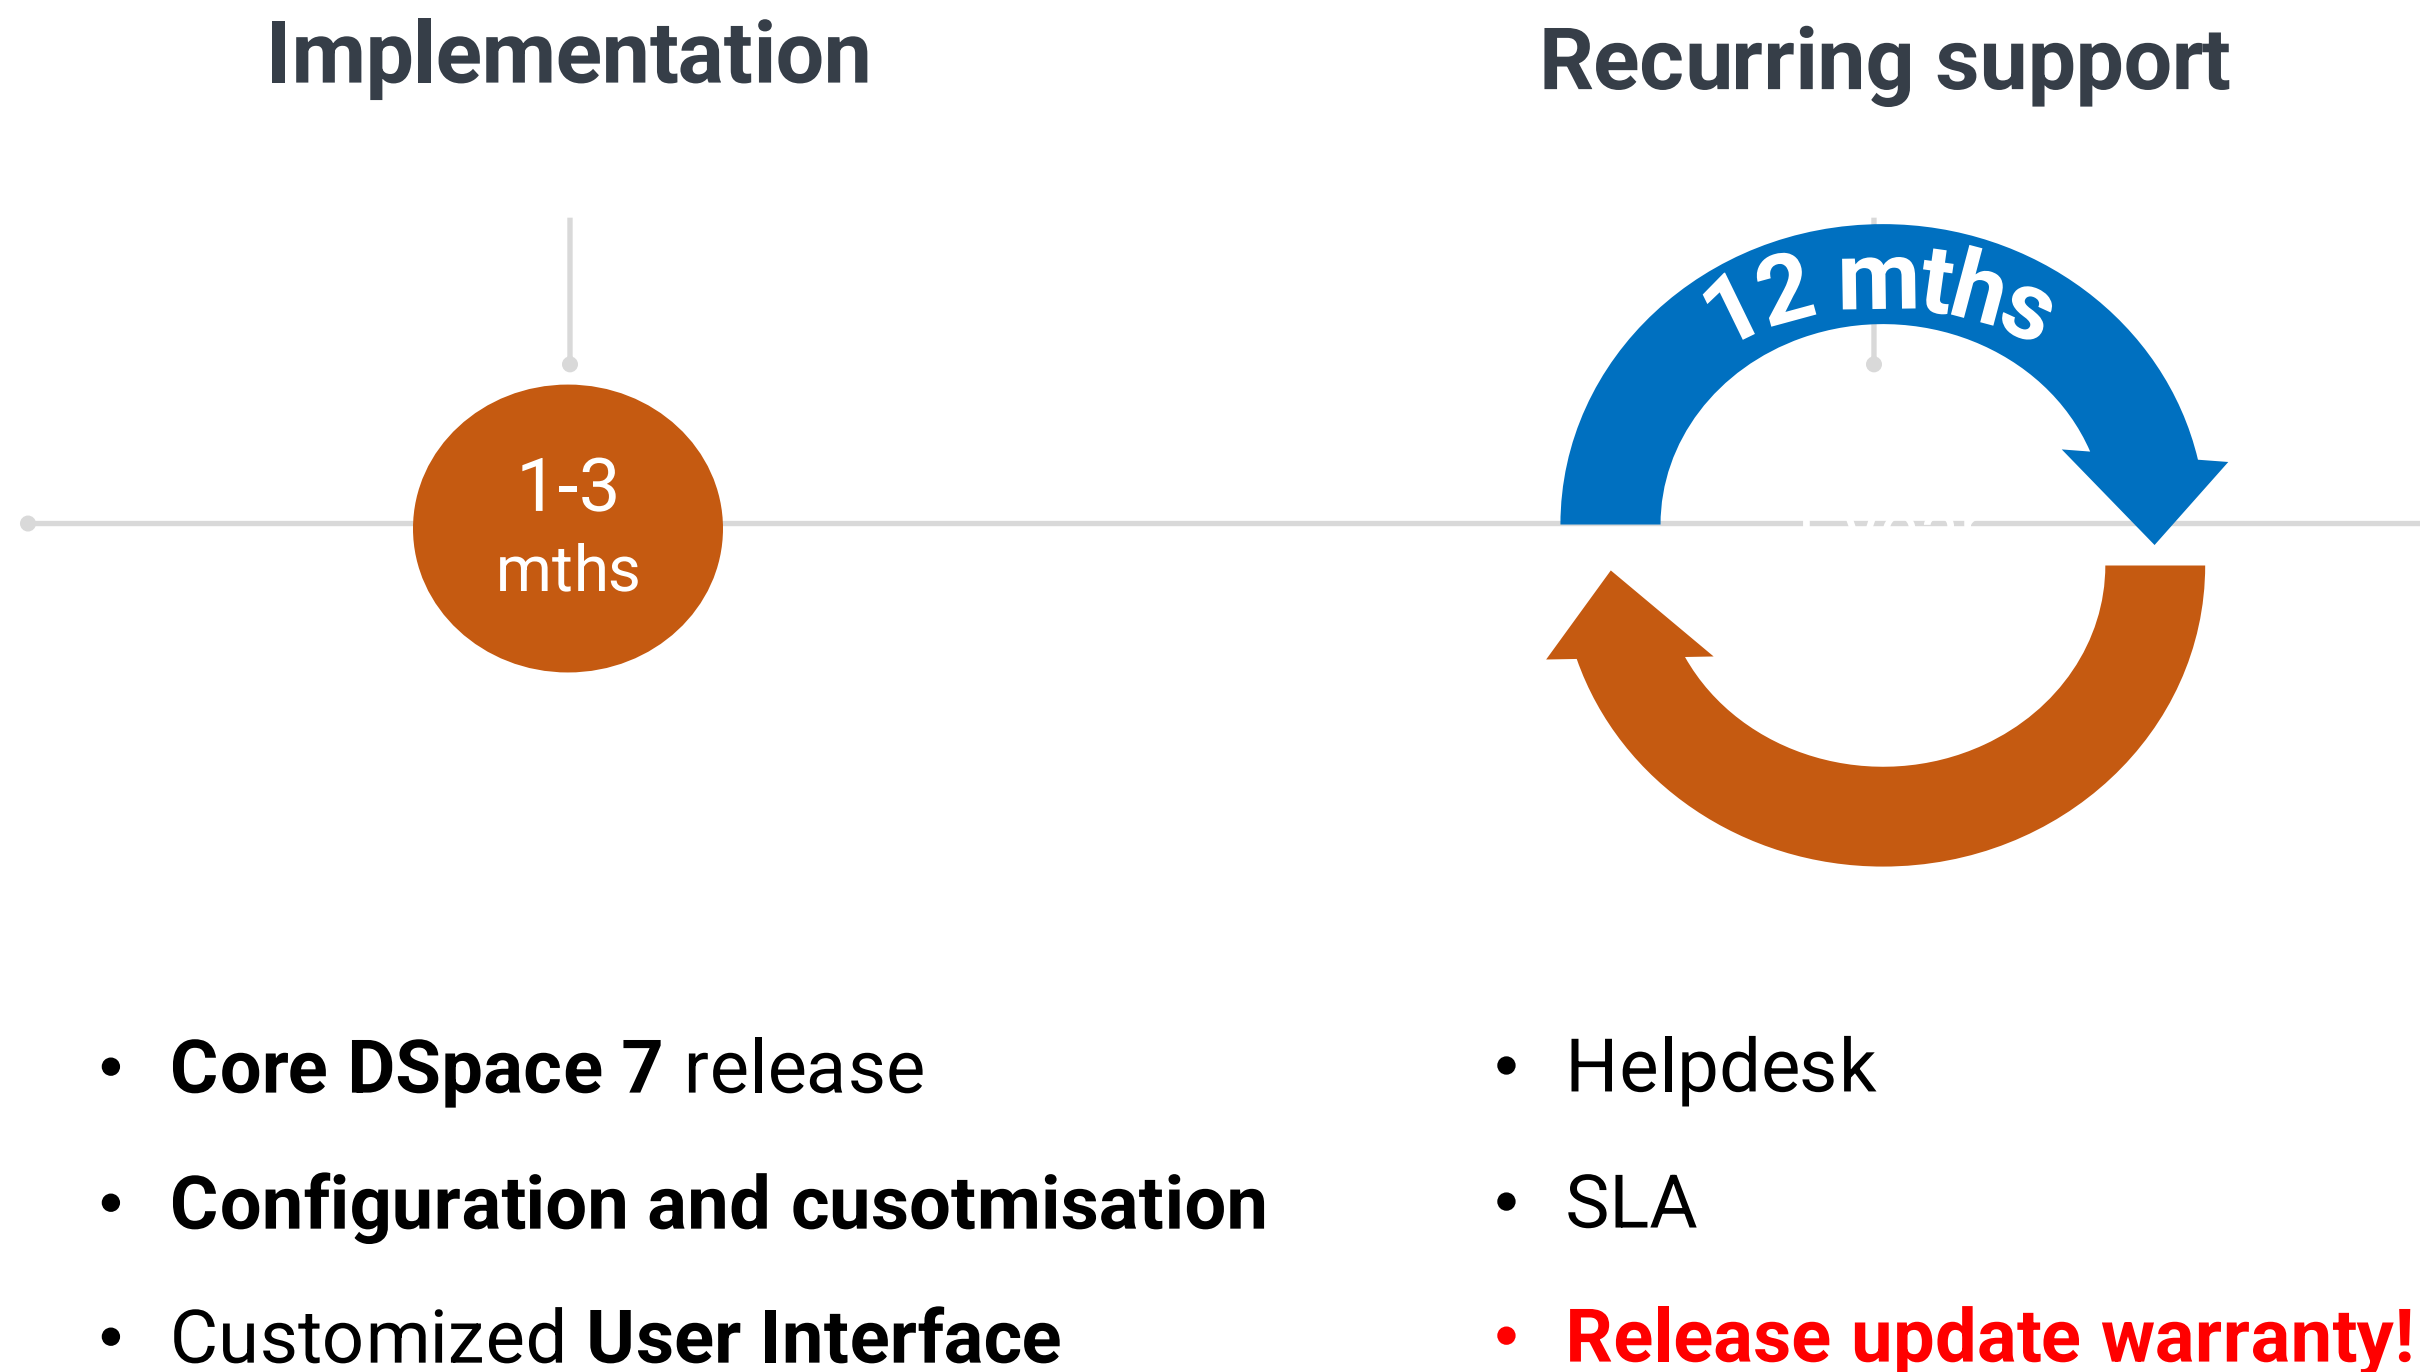 Implementation
Recurring support
12 mths
1-3
mths
• Core DSpace 7 release
• Configuration and cusotmisation
• Customized User Interface
• Helpdesk
• SLA
• Release update warranty!